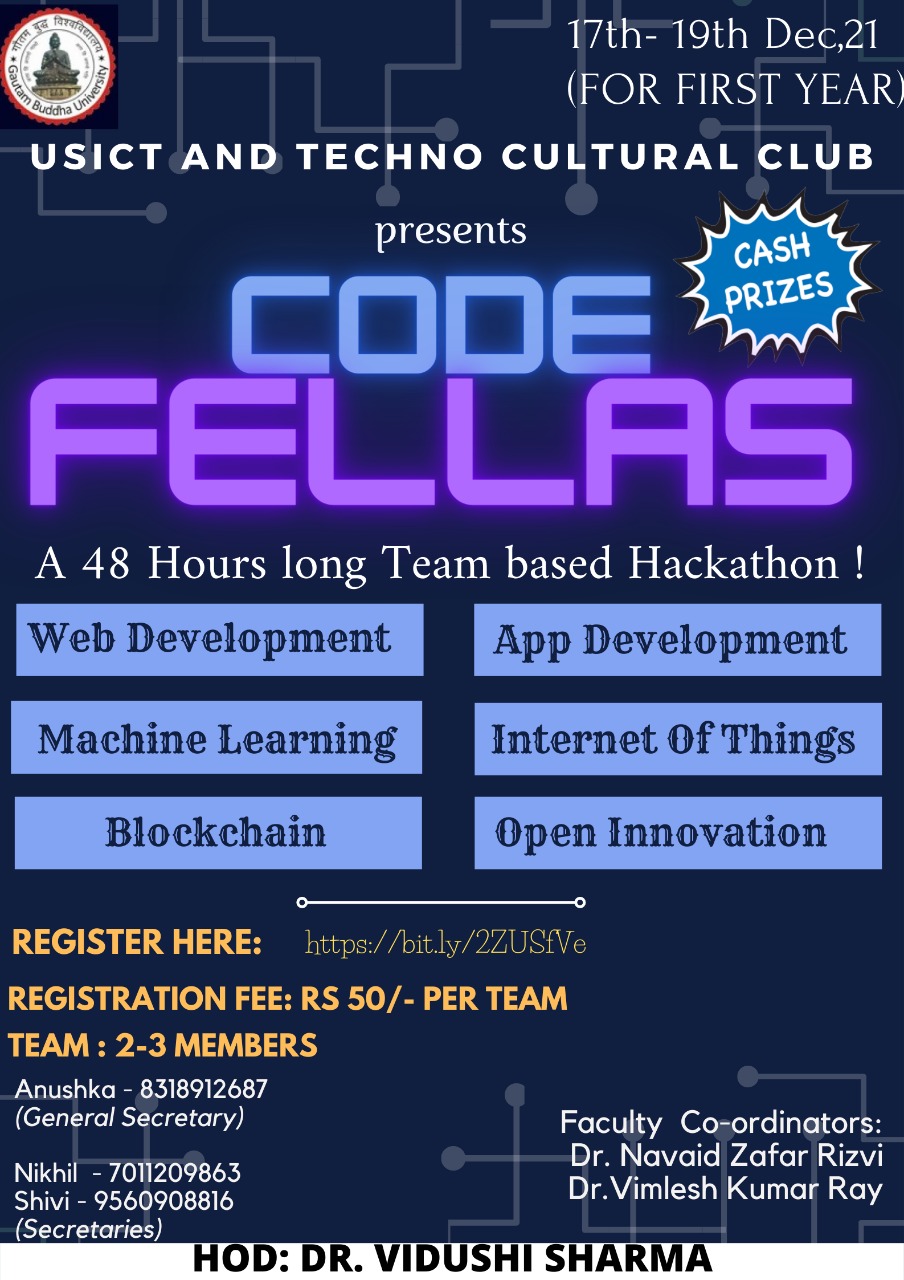 गौतम बुद्ध विश्वविद्यालय
Gautam Buddha University
17th- 19th Dec,21
(FOR FIRST YEAR)
USICT AND TECHNO CULTURAL CLUB
presents
CASH
PRIZES
CODE
FELLAS
A 48 Hours long Team based Hackathon !
Web Development
App Development
Machine Learning
Internet Of Things
Blockchain
Open Innovation
REGISTER HERE: https://bit.ly/2ZUSfVe
REGISTRATION FEE: RS 50/- PER TEAM
TEAM : 2-3 MEMBERS
Anushka - 8318912687
(General Secretary)
Nikhil - 7011209863
Shivi - 9560908816
(Secretaries)
Faculty Co-ordinators:
Dr. Navaid Zafar Rizvi
Dr.Vimlesh Kumar Ray
HOD: DR. VIDUSHI SHARMA